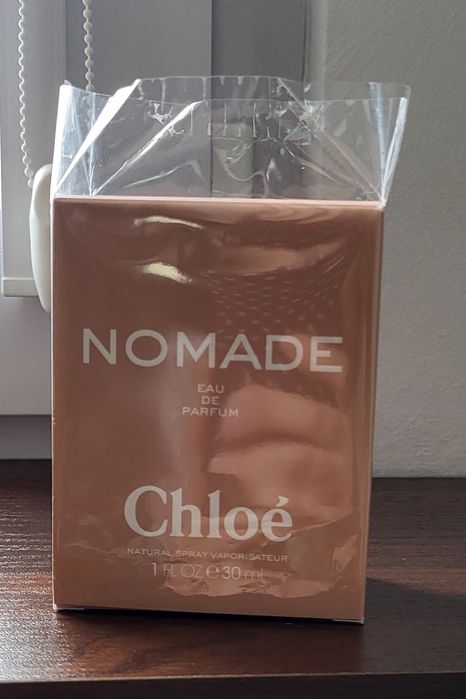 NOMADE
EAU
DE
PARFUM
Chloé
NATURAL SPRAY VAPORISATEUR
1 FL.OZ ℮ 30 ml